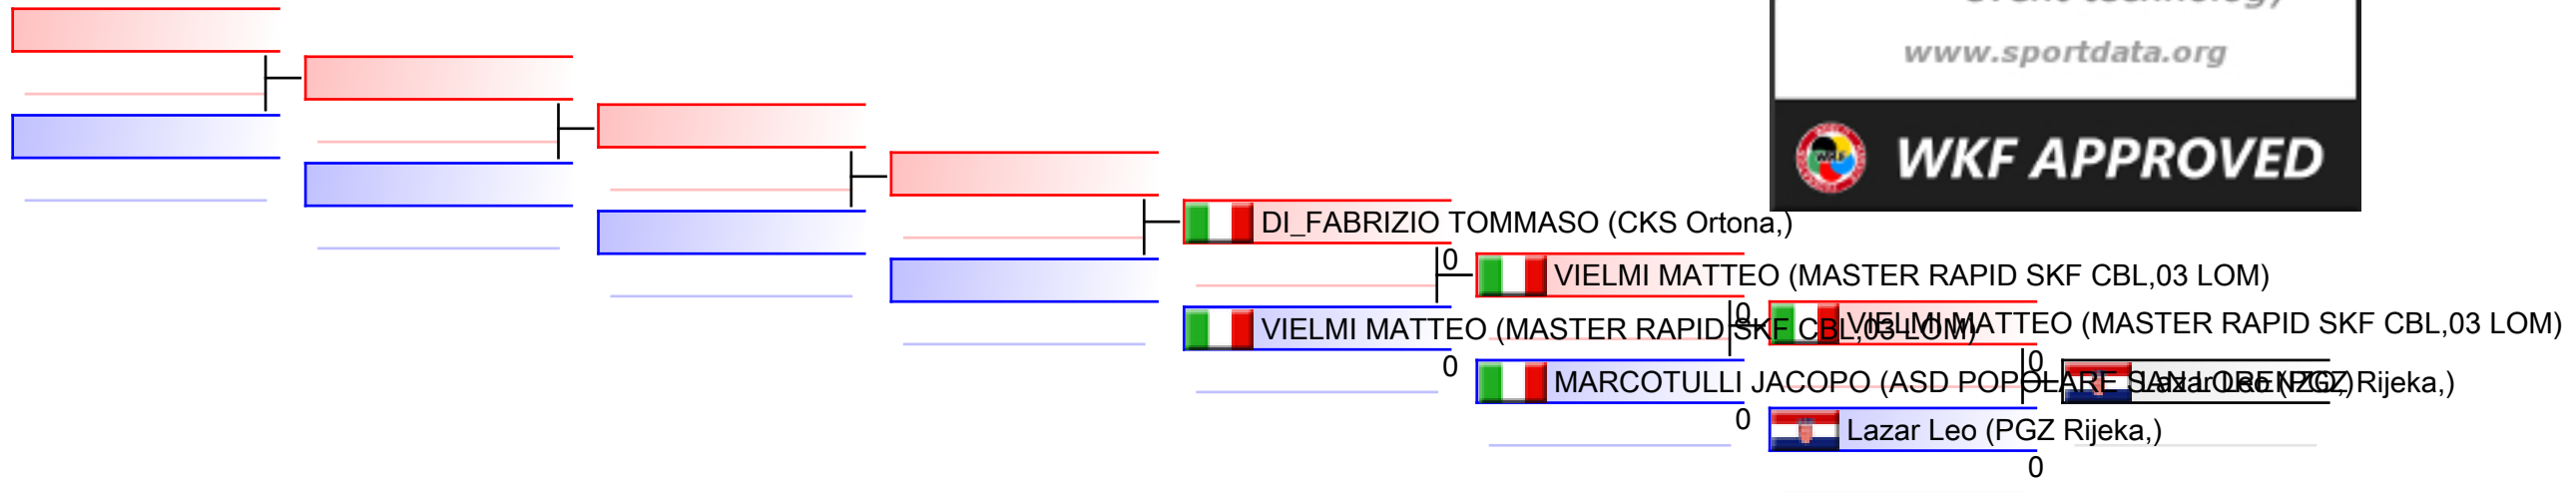 www.sportdata.org
WKF APPROVED
DI_FABRIZIO TOMMASO (CKS Ortona,)
0
VIELMI MATTEO (MASTER RAPID SKF CBL,03 LOM)
0
VIELMI MATTEO (MASTER RAPID SKF CBL,03 LOM)
VIELMI MATTEO (MASTER RAPID SKF CBL,03 LOM)
0
0
MARCOTULLI JACOPO (ASD POPOLARE SAN LORENZO,)
Lazar Leo (PGZ Rijeka,)
0
Lazar Leo (PGZ Rijeka,)
0